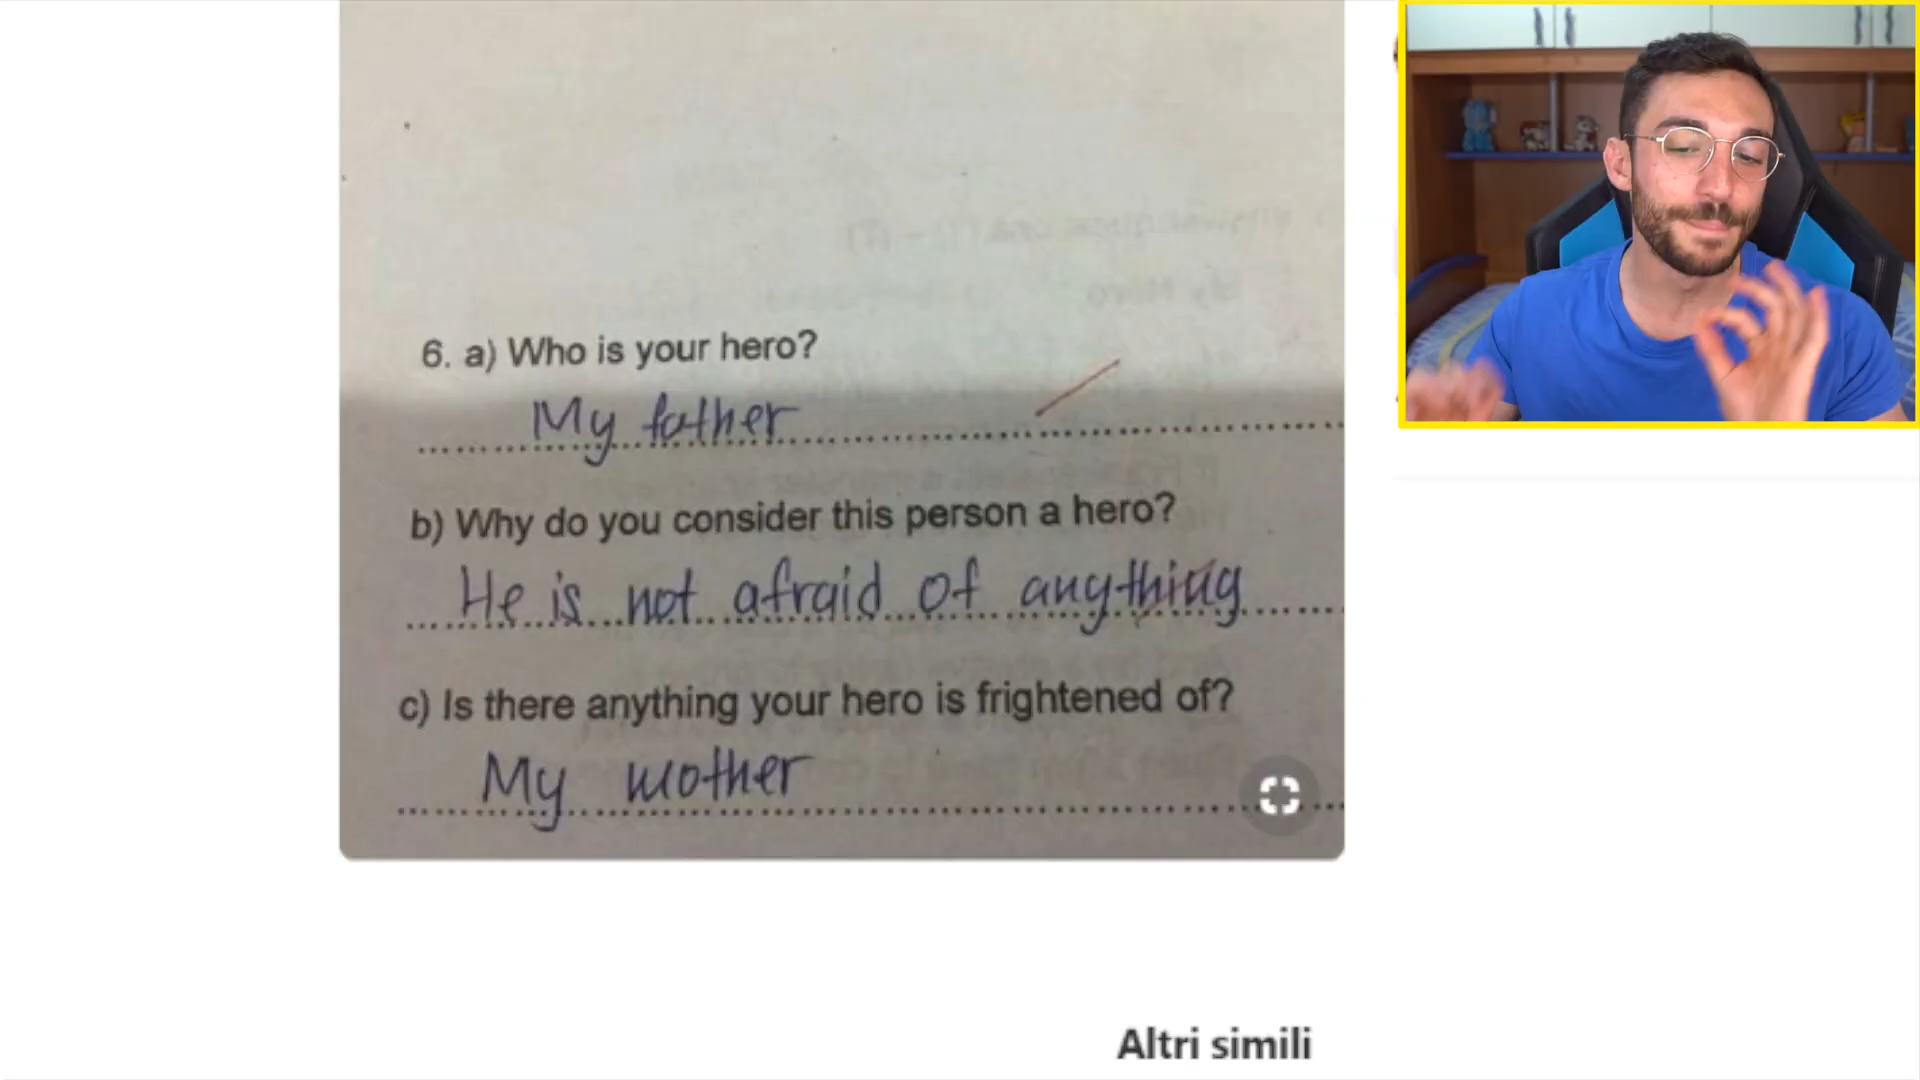 6. a) Who is your hero?
My father
b) Why do you consider this person a hero?
He is not afraid of anything
c) Is there anything your hero is frightened of?
My mother
Altri simili